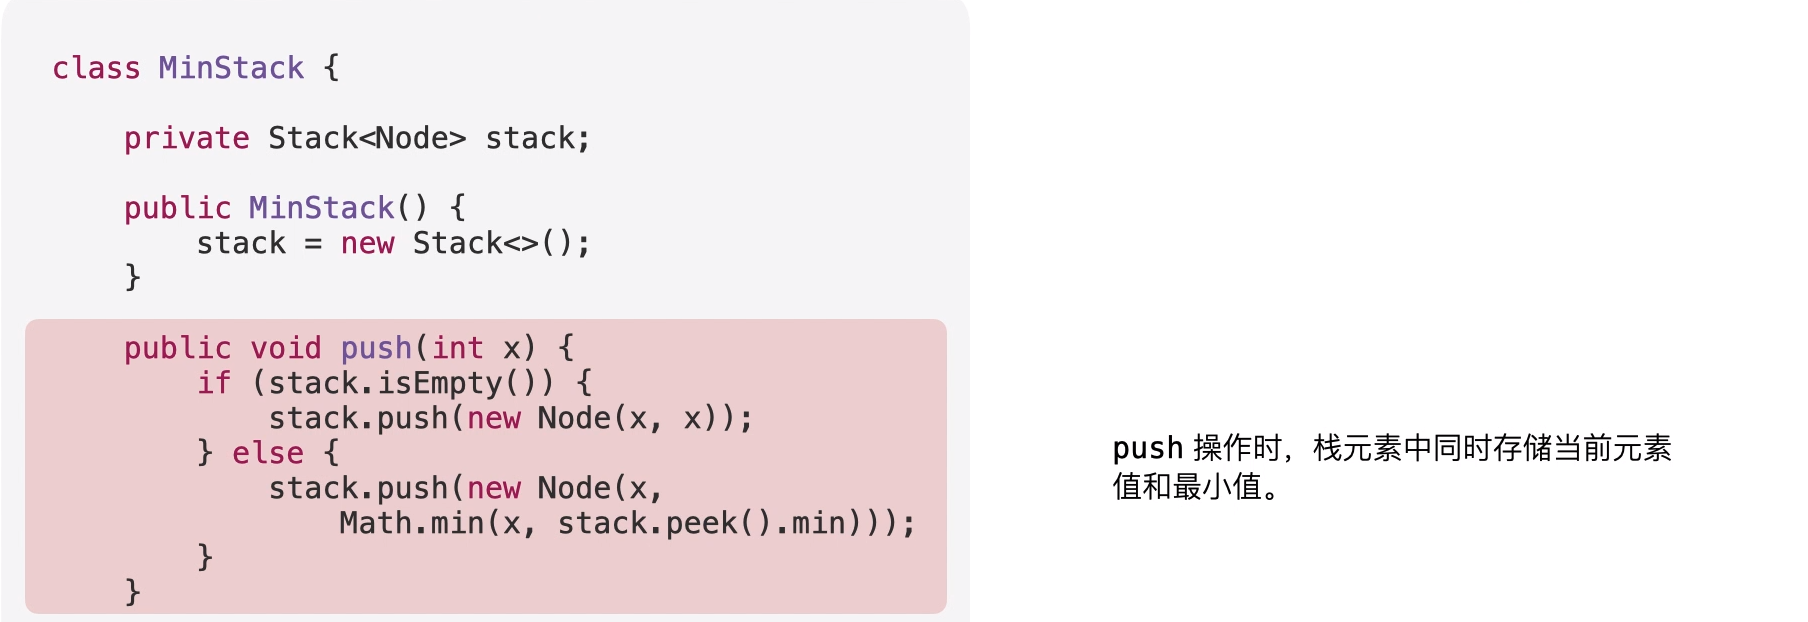 class MinStack {
private Stack<Node> stack;
public MinStack() {
stack = new Stack<>();
}
public void push(int x) {
if (stack.isEmpty()) {
stack.push(new Node(x, x));
} else {
stack.push(new Node(x,
Math.min(x, stack.peek().min)));
}
}
push 操作时，栈元素中同时存储当前元素
值和最小值。